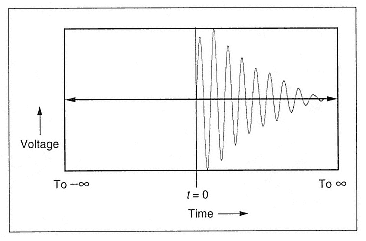 Voltage
To –∞
t = 0
To ∞
Time